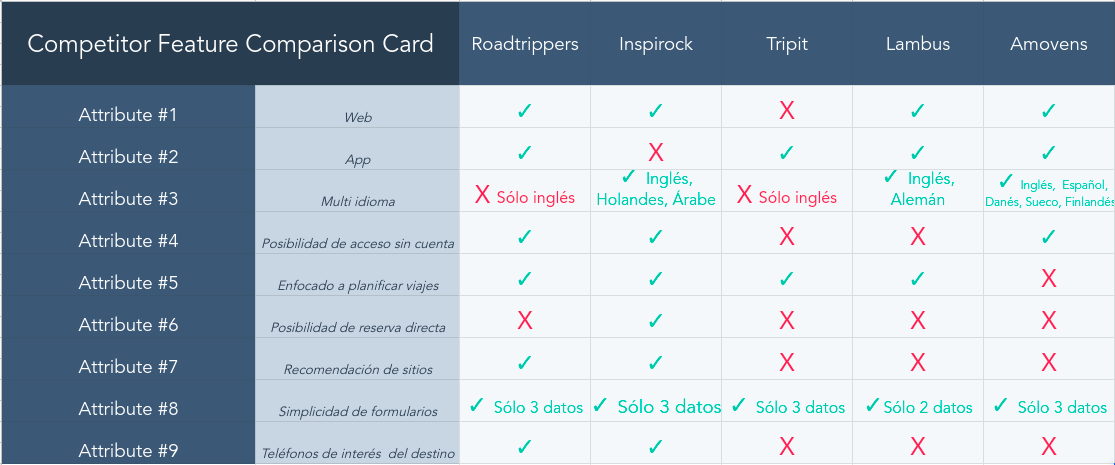 Competitor Feature Comparison Card Roadtrippers Inspirock Tripit Lambus Amovens
Attribute #1 Web ✓ ✓ X ✓ ✓
Attribute #2 App ✓ X ✓ ✓ ✓
Attribute #3 Multi idioma X Sólo inglés ✓ Inglés, Holandes, Árabe X Sólo inglés ✓ Inglés, Alemán ✓ Inglés, Español, Danés, Sueco, Finlandés
Attribute #4 Posibilidad de acceso sin cuenta ✓ ✓ X X ✓
Attribute #5 Enfocado a planificar viajes ✓ ✓ ✓ ✓ X
Attribute #6 Posibilidad de reserva directa X ✓ X X X
Attribute #7 Recomendación de sitios ✓ ✓ X X X
Attribute #8 Simplicidad de formularios ✓ Sólo 3 datos ✓ Sólo 3 datos ✓ Sólo 3 datos ✓ Sólo 2 datos ✓ Sólo 3 datos
Attribute #9 Teléfonos de interés del destino ✓ ✓ X X X